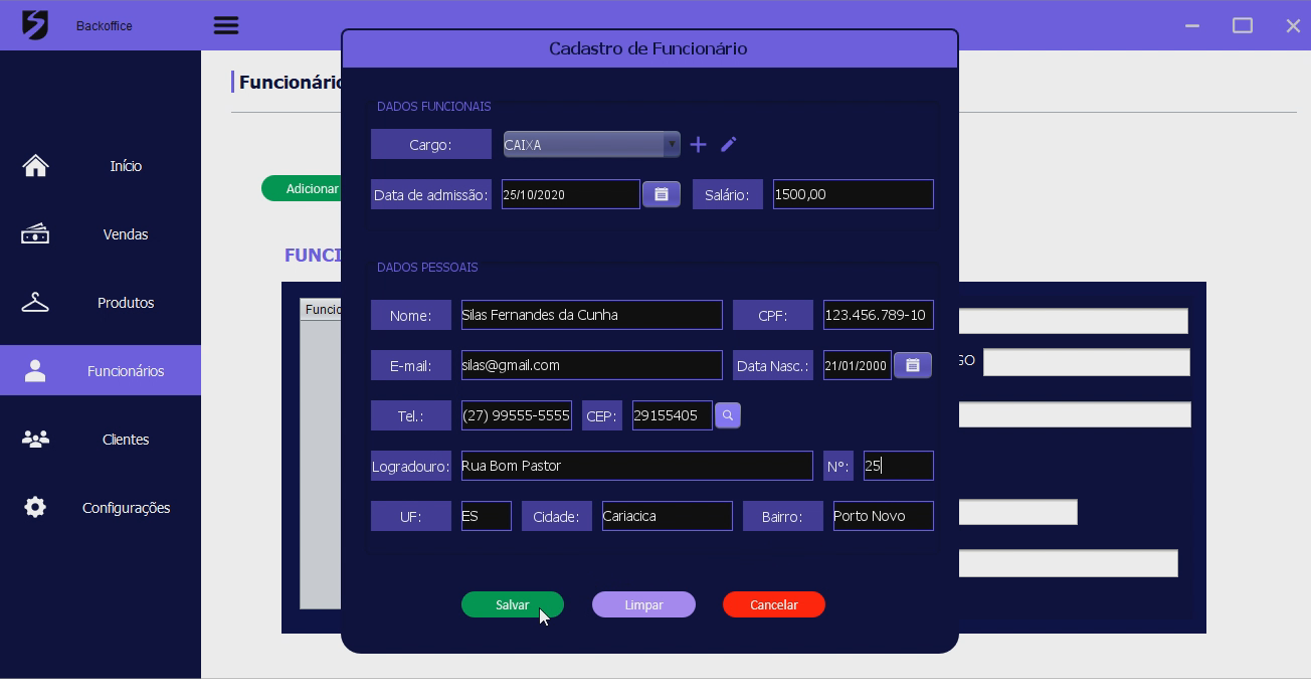 Backoffice
Cadastro de Funcionário
Funcionário
Início
Vendas
Produtos
Funcionários
Clientes
Configurações
Adicionar
FUNCI
Funcio
GO
DADOS FUNCIONAIS
Cargo: CAIXA
Data de admissão: 25/10/2020 Salário: 1500,00
DADOS PESSOAIS
Nome: Silas Fernandes da Cunha CPF: 123.456.789-10
E-mail: silas@gmail.com Data Nasc.: 21/01/2000
Tel.: (27) 99555-5555 CEP: 29155405
Logradouro: Rua Bom Pastor Nº: 25
UF: ES Cidade: Cariacica Bairro: Porto Novo
Salvar Limpar Cancelar